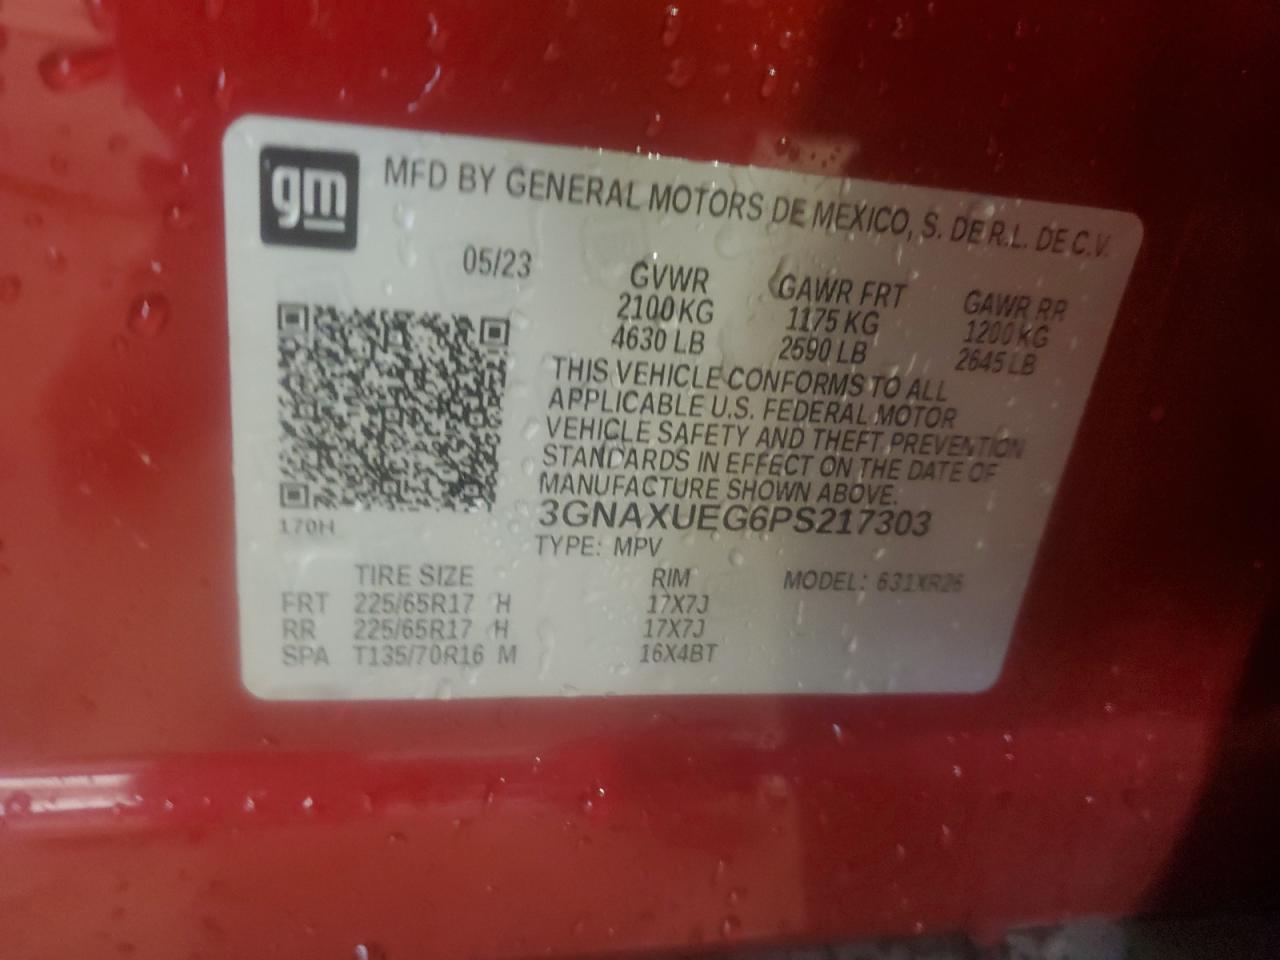 gm
MFD BY GENERAL MOTORS DE MEXICO, S. DE R.L. DE C.V.
05/23
GVWR GAWR FRT GAWR RR
2100 KG 1175 KG 1200 KG
4630 LB 2590 LB 2645 LB
THIS VEHICLE CONFORMS TO ALL
APPLICABLE U.S. FEDERAL MOTOR
VEHICLE SAFETY AND THEFT PREVENTION
STANDARDS IN EFFECT ON THE DATE OF
MANUFACTURE SHOWN ABOVE.
3GNAXUEG6PS217303
170H
TYPE: MPV
TIRE SIZE RIM MODEL: 631XR26
FRT 225/65R17 H 17X7J
RR 225/65R17 H 17X7J
SPA T135/70R16 M 16X4BT